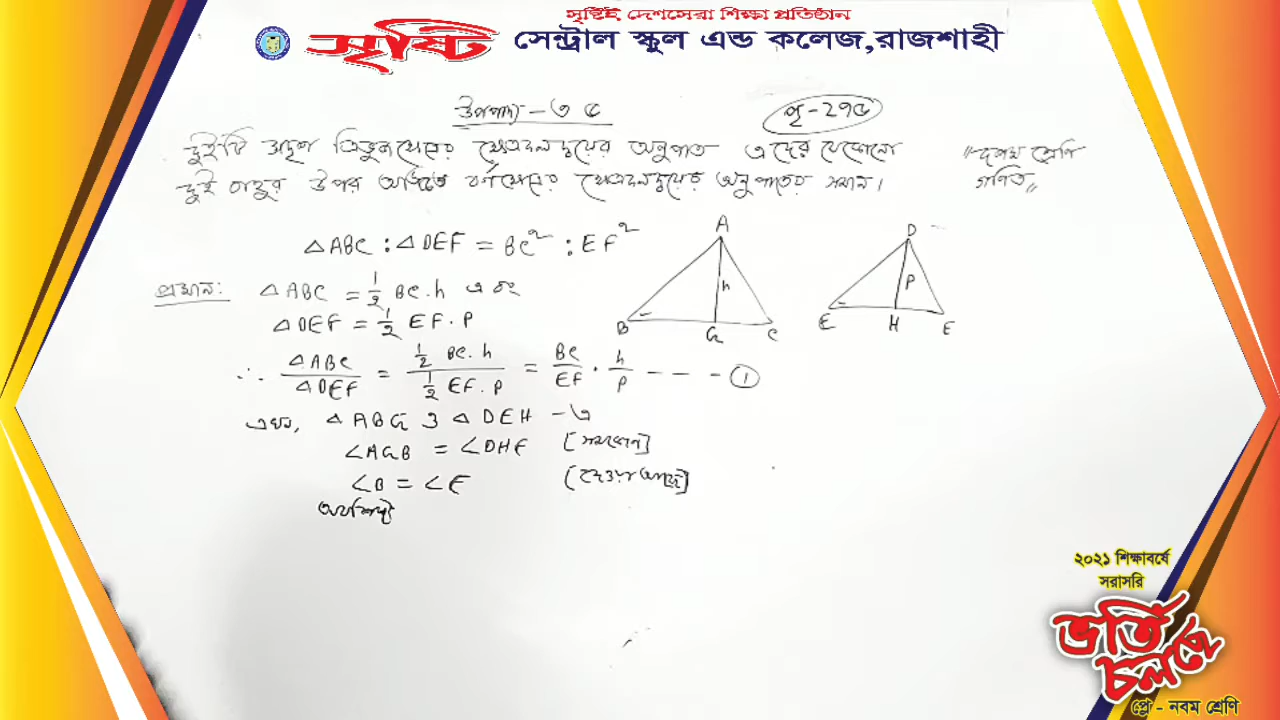 সৃষ্টিই দেশসেরা শিক্ষা প্রতিষ্ঠান
সৃষ্টি সেন্ট্রাল স্কুল এন্ড কলেজ,রাজশাহী
উপপাদ্য - ৩৫
পৃ - ২৭৫
দুইটি সদৃশ ত্রিভুজক্ষেত্রের ক্ষেত্রফলদ্বয়ের অনুপাত এদের যেকোনো
দুই বাহুর উপর অঙ্কিত বর্গক্ষেত্রের ক্ষেত্রফলদ্বয়ের অনুপাতের সমান।
"দশম শ্রেণি
গণিত"
△ABC : △DEF = BC² : EF²
প্রমাণ: △ABC = 1/2 BC.h এবং
△DEF = 1/2 EF.P
∴ △ABC/△DEF = (1/2 BC.h)/(1/2 EF.P) = BC/EF · h/P --- ①
এখন, △ABG ও △DEH - এ
∠AGB = ∠DHE [সমকোণ]
∠B = ∠E [দেওয়া আছে]
অবশিষ্ট
A
h
B G C
D
P
E H E
২০২১ শিক্ষাবর্ষে
সরাসরি
ভর্তি
চলছে
প্লে - নবম শ্রেণি